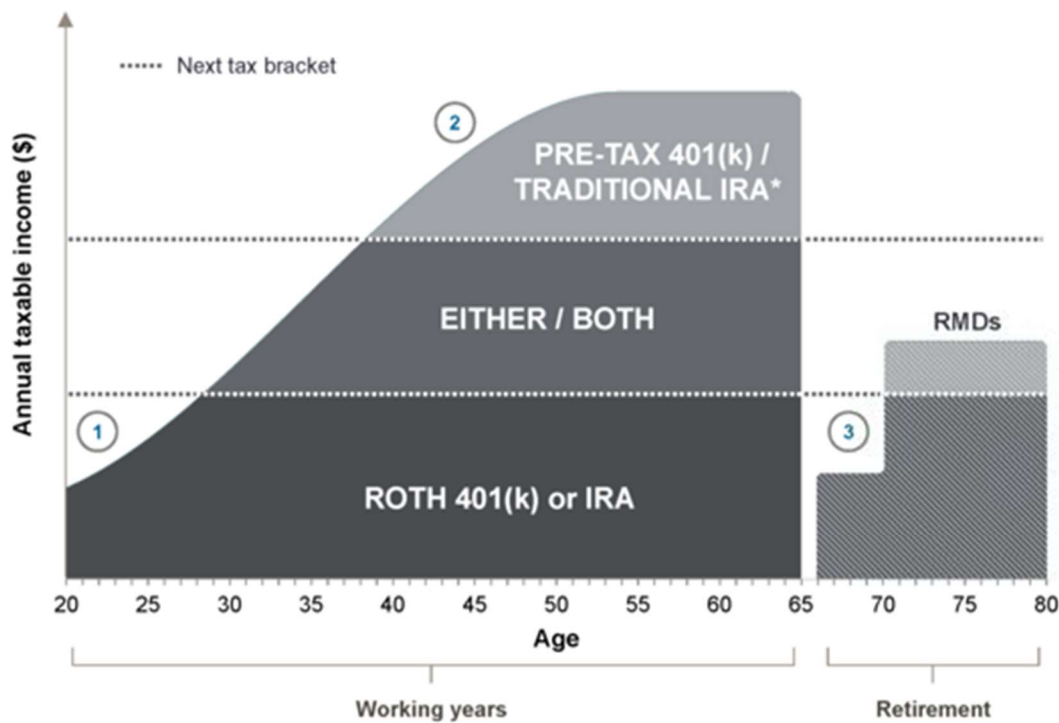 Next tax bracket
Annual taxable income ($)
2
PRE-TAX 401(k) /
TRADITIONAL IRA*
EITHER / BOTH
RMDs
1
3
ROTH 401(k) or IRA
20 25 30 35 40 45 50 55 60 65 70 75 80
Age
Working years Retirement